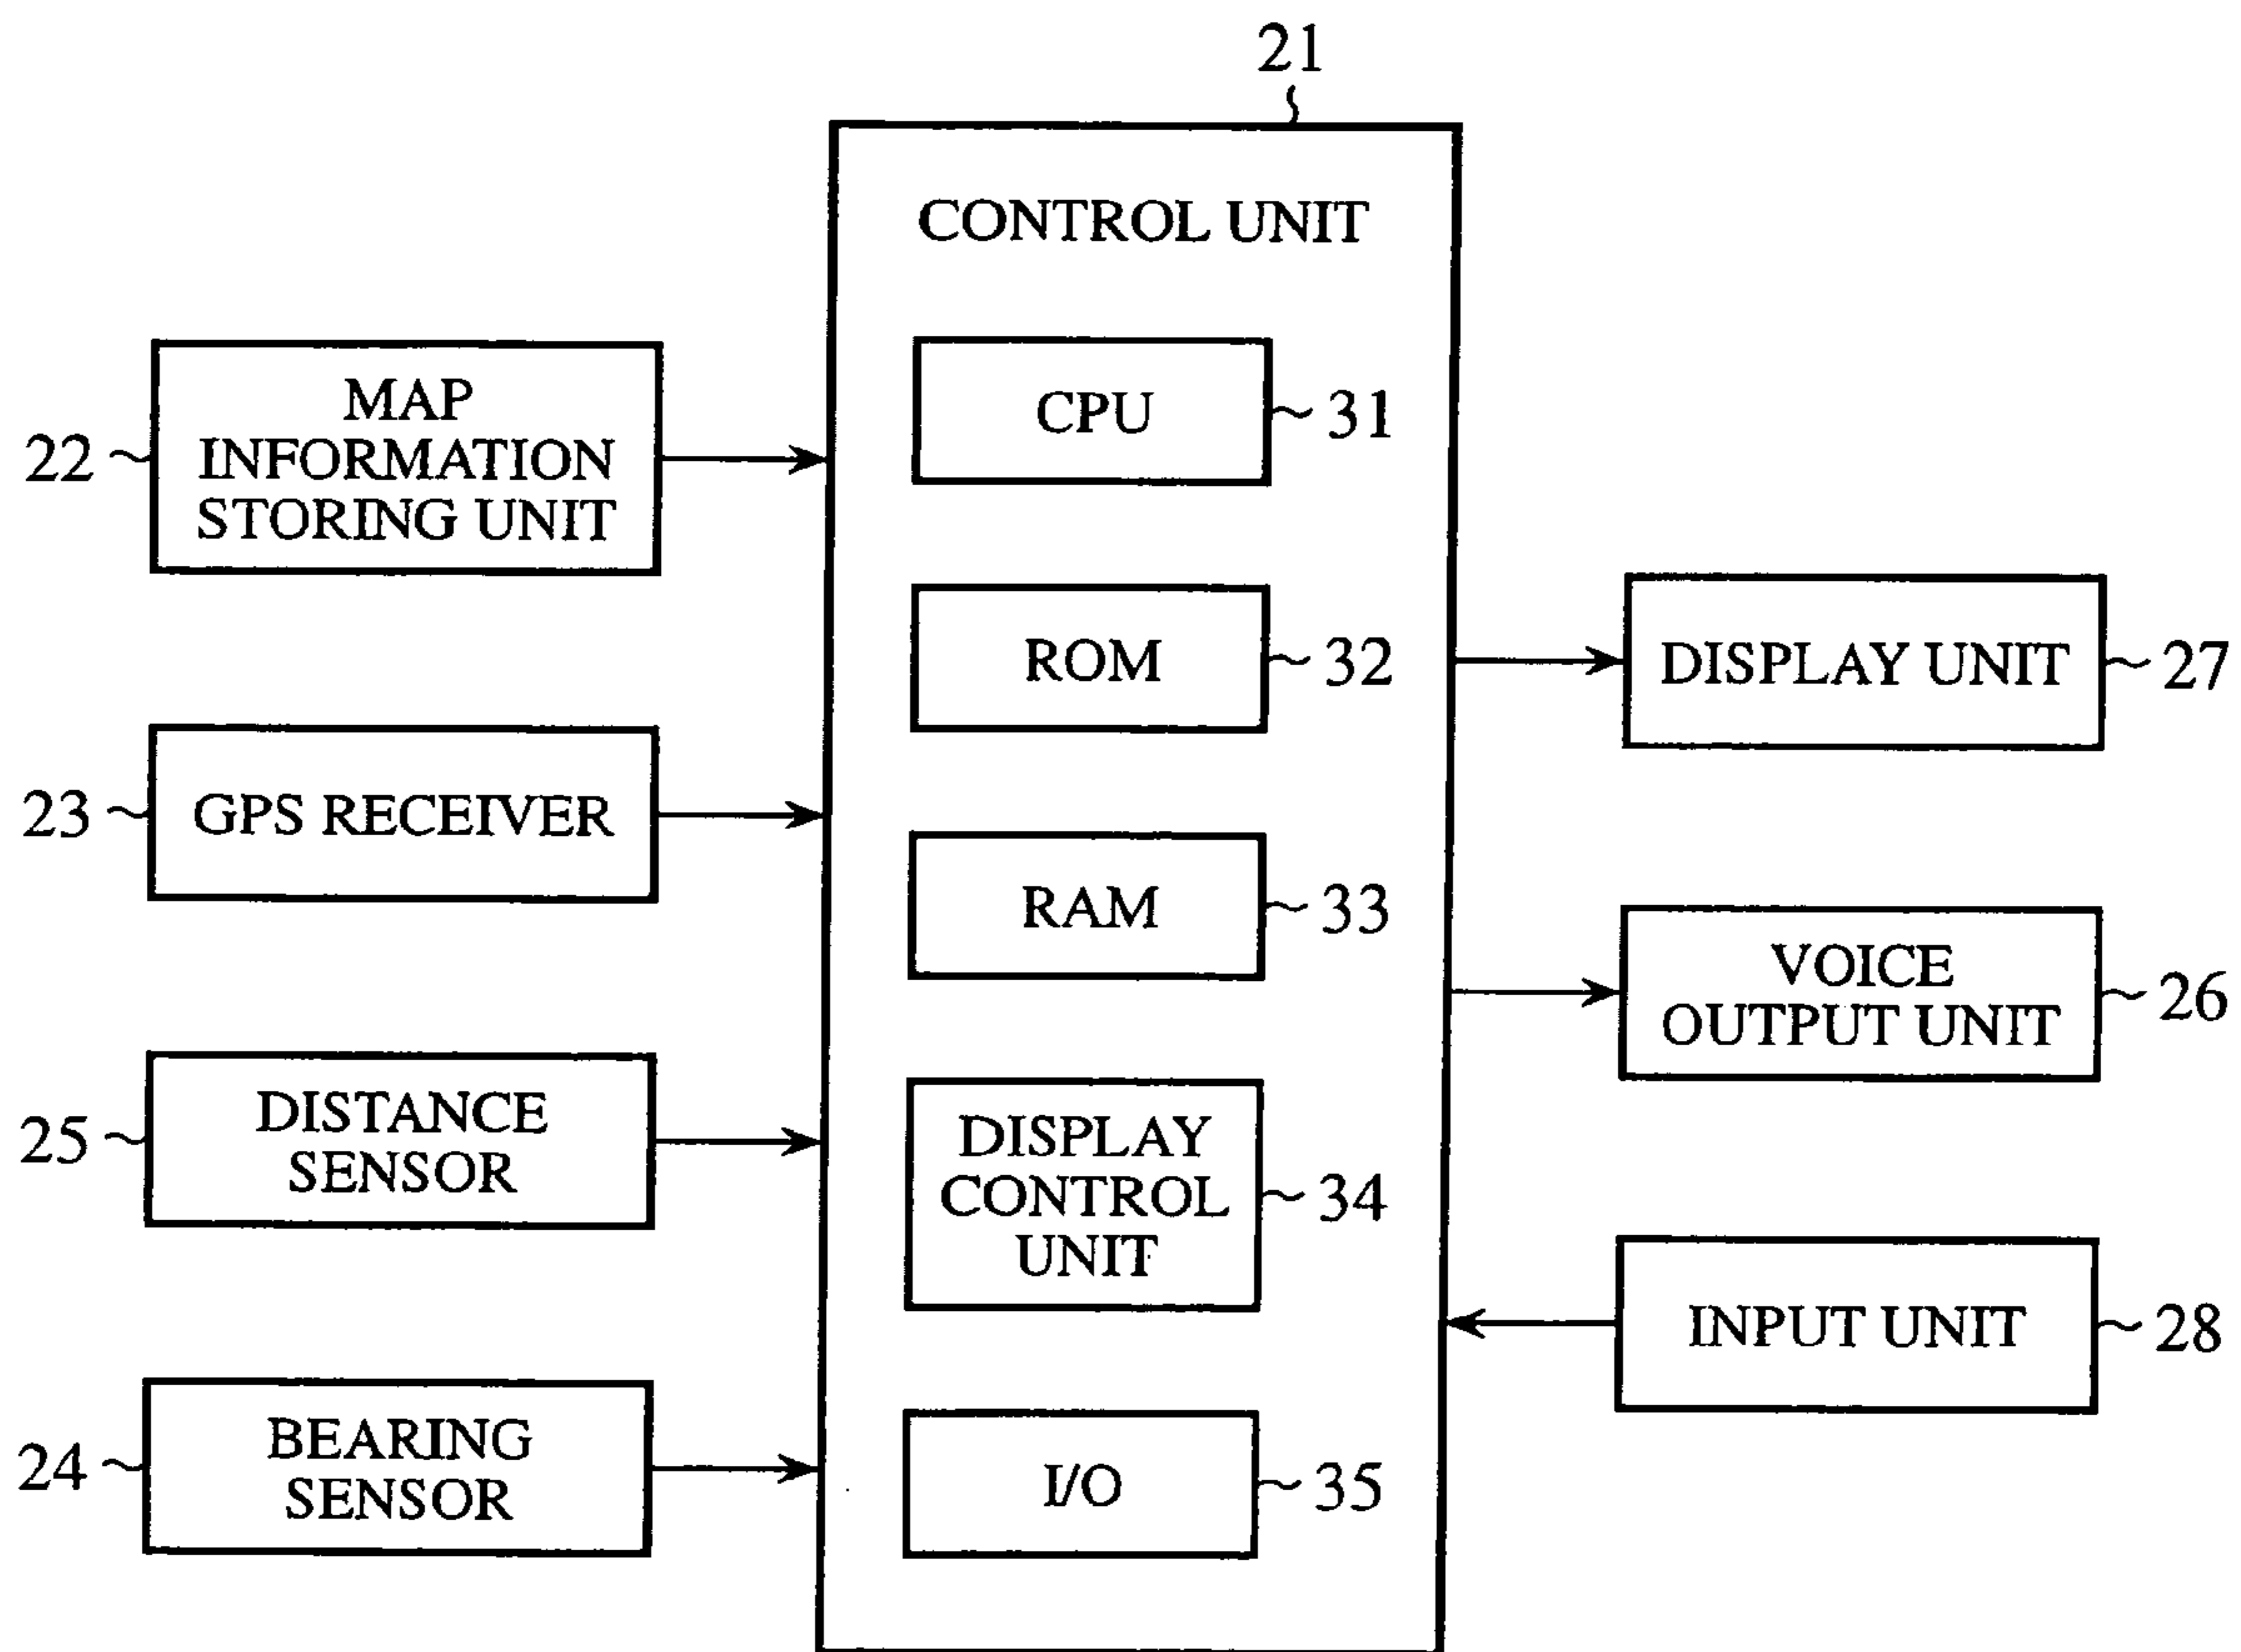 21
CONTROL UNIT
22
MAP
INFORMATION
STORING UNIT
23
GPS RECEIVER
25
DISTANCE
SENSOR
24
BEARING
SENSOR
CPU
31
ROM
32
RAM
33
DISPLAY
CONTROL
UNIT
34
I/O
35
DISPLAY UNIT
27
VOICE
OUTPUT UNIT
26
INPUT UNIT
28